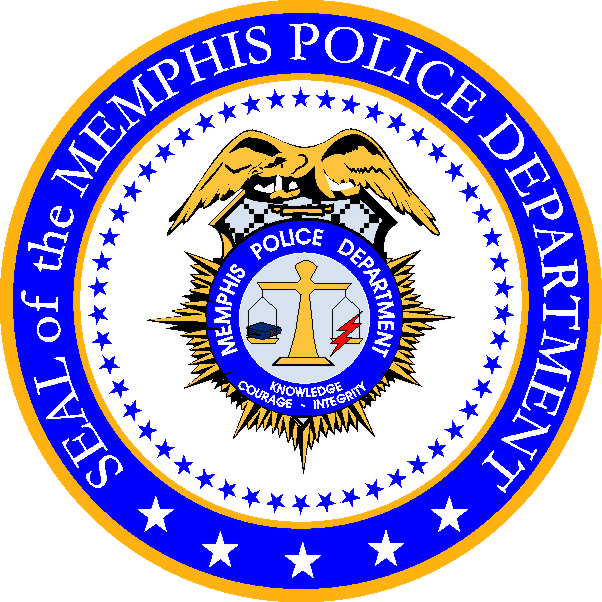 SEAL of the MEMPHIS POLICE DEPARTMENT
MEMPHIS POLICE DEPARTMENT
KNOWLEDGE
COURAGE - INTEGRITY